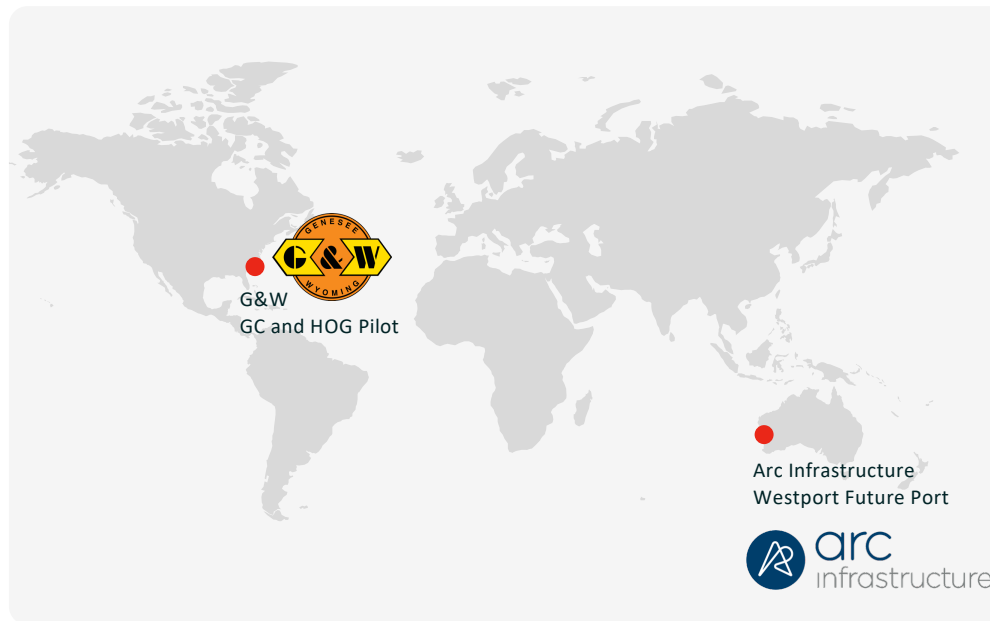 GENESEE
G & W
WYOMING
G&W
GC and HOG Pilot
Arc Infrastructure
Westport Future Port
arc
infrastructure